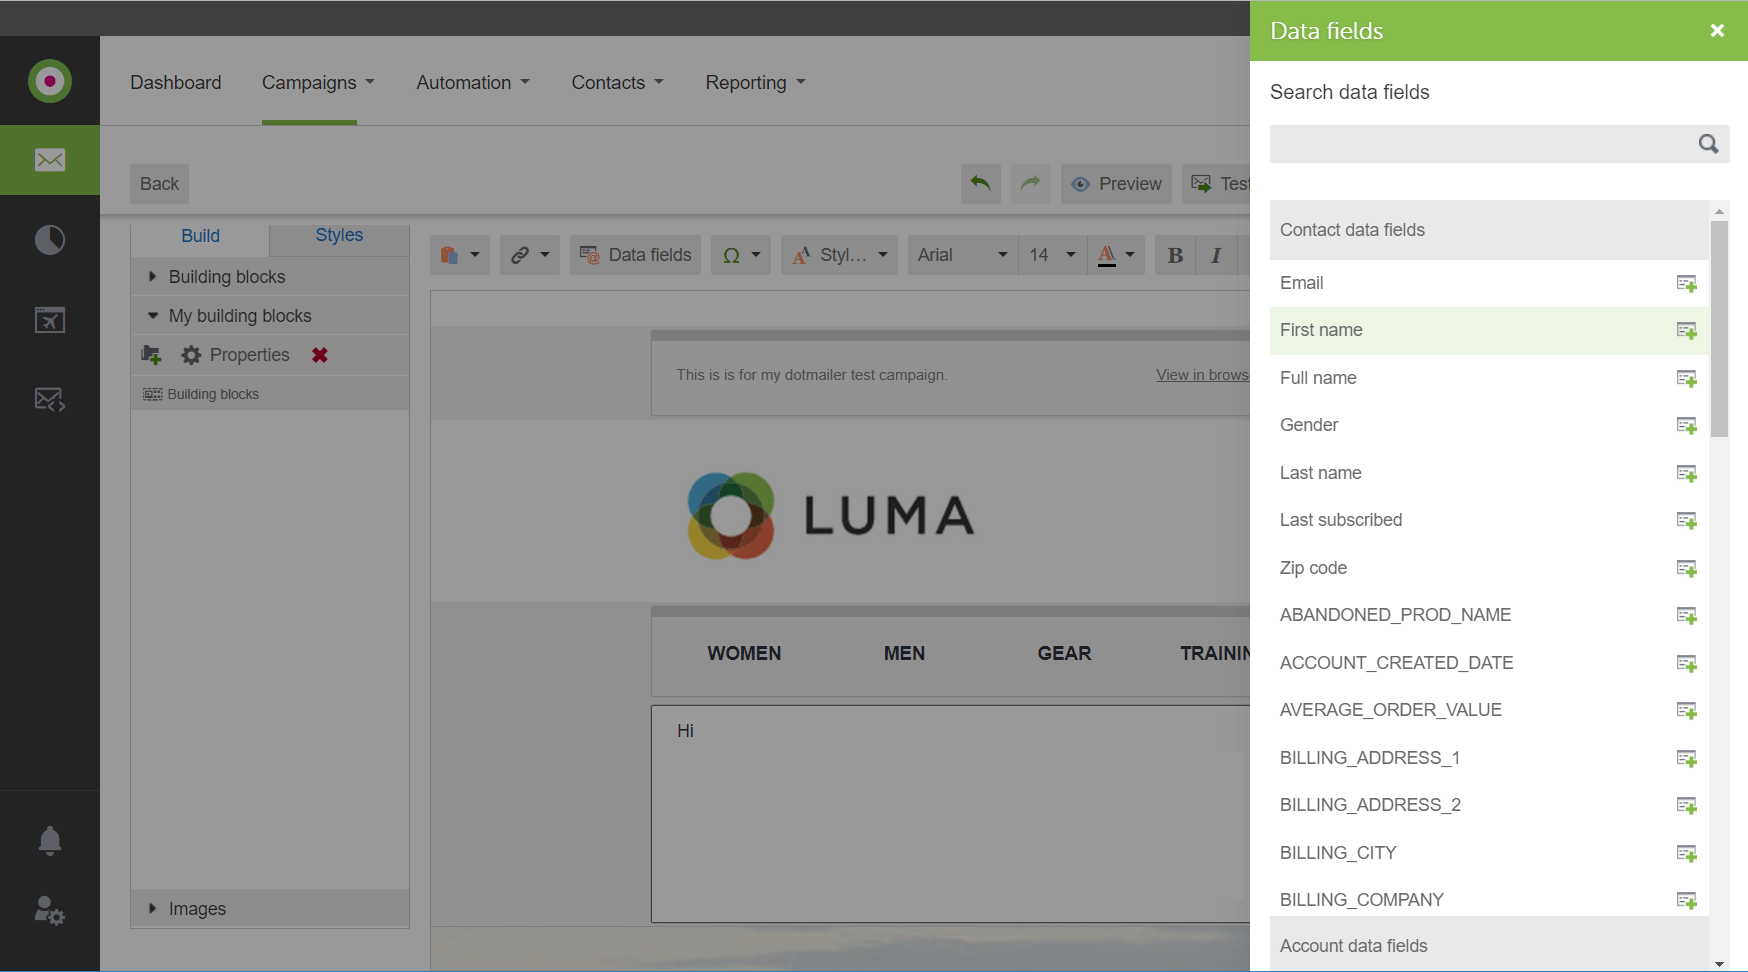 Data fields
Dashboard
Campaigns
Automation
Contacts
Reporting
Search data fields
Back
Preview
Test
Build
Styles
Data fields
Styl...
Arial
14
A
B
I
Contact data fields
Building blocks
My building blocks
Properties
Building blocks
Email
First name
Full name
Gender
Last name
Last subscribed
Zip code
ABANDONED_PROD_NAME
ACCOUNT_CREATED_DATE
AVERAGE_ORDER_VALUE
BILLING_ADDRESS_1
BILLING_ADDRESS_2
BILLING_CITY
BILLING_COMPANY
Account data fields
This is is for my dotmailer test campaign.
View in brows
LUMA
WOMEN
MEN
GEAR
TRAININ
Hi
Images